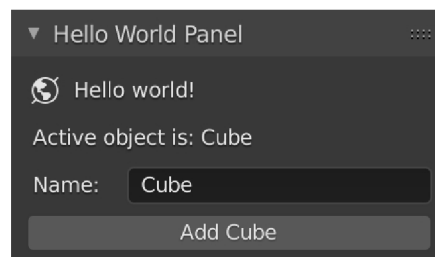 Hello World Panel
Hello world!
Active object is: Cube
Name: Cube
Add Cube